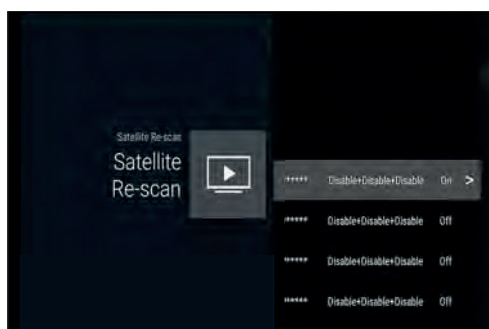 Satellite Re-scan
Satellite
Re-scan
***** Disable+Disable+Disable On >
***** Disable+Disable+Disable Off
***** Disable+Disable+Disable Off
***** Disable+Disable+Disable Off